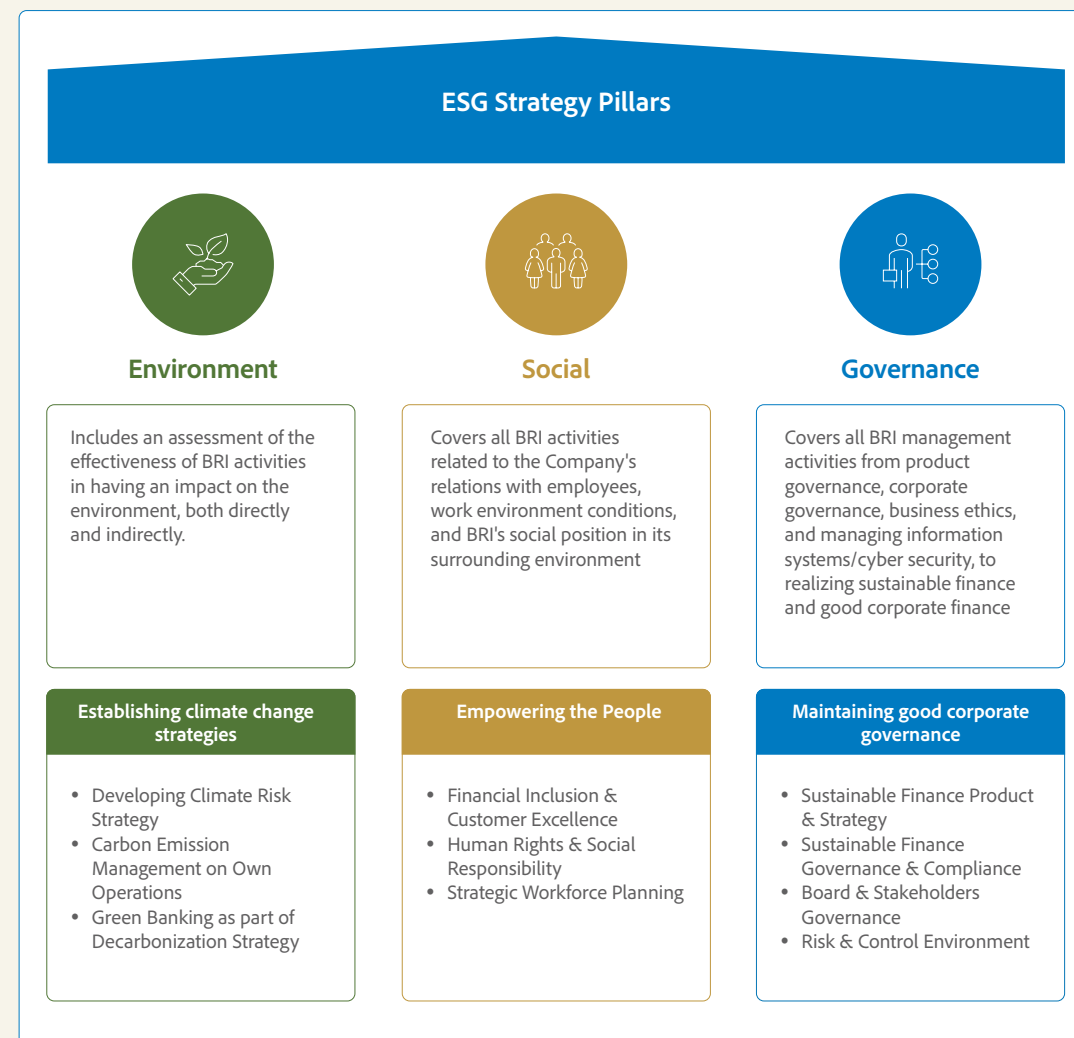 ESG Strategy Pillars
Environment
Includes an assessment of the
effectiveness of BRI activities
in having an impact on the
environment, both directly
and indirectly.
Establishing climate change
strategies
• Developing Climate Risk
Strategy
• Carbon Emission
Management on Own
Operations
• Green Banking as part of
Decarbonization Strategy
Social
Covers all BRI activities
related to the Company's
relations with employees,
work environment conditions,
and BRI's social position in its
surrounding environment
Empowering the People
• Financial Inclusion &
Customer Excellence
• Human Rights & Social
Responsibility
• Strategic Workforce Planning
Governance
Covers all BRI management
activities from product
governance, corporate
governance, business ethics,
and managing information
systems/cyber security, to
realizing sustainable finance
and good corporate finance
Maintaining good corporate
governance
• Sustainable Finance Product
& Strategy
• Sustainable Finance
Governance & Compliance
• Board & Stakeholders
Governance
• Risk & Control Environment